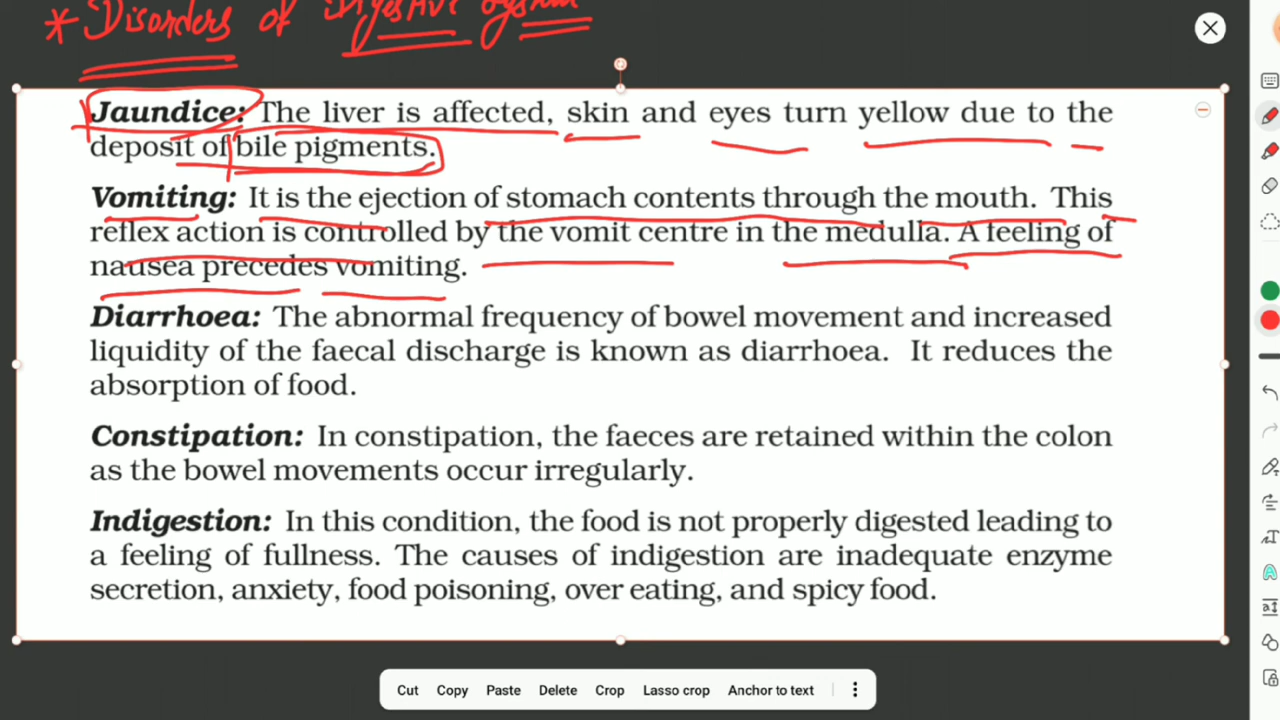 * Disorders of Digestive System
Jaundice: The liver is affected, skin and eyes turn yellow due to the
deposit of bile pigments.
Vomiting: It is the ejection of stomach contents through the mouth. This
reflex action is controlled by the vomit centre in the medulla. A feeling of
nausea precedes vomiting.
Diarrhoea: The abnormal frequency of bowel movement and increased
liquidity of the faecal discharge is known as diarrhoea. It reduces the
absorption of food.
Constipation: In constipation, the faeces are retained within the colon
as the bowel movements occur irregularly.
Indigestion: In this condition, the food is not properly digested leading to
a feeling of fullness. The causes of indigestion are inadequate enzyme
secretion, anxiety, food poisoning, over eating, and spicy food.
Cut Copy Paste Delete Crop Lasso crop Anchor to text